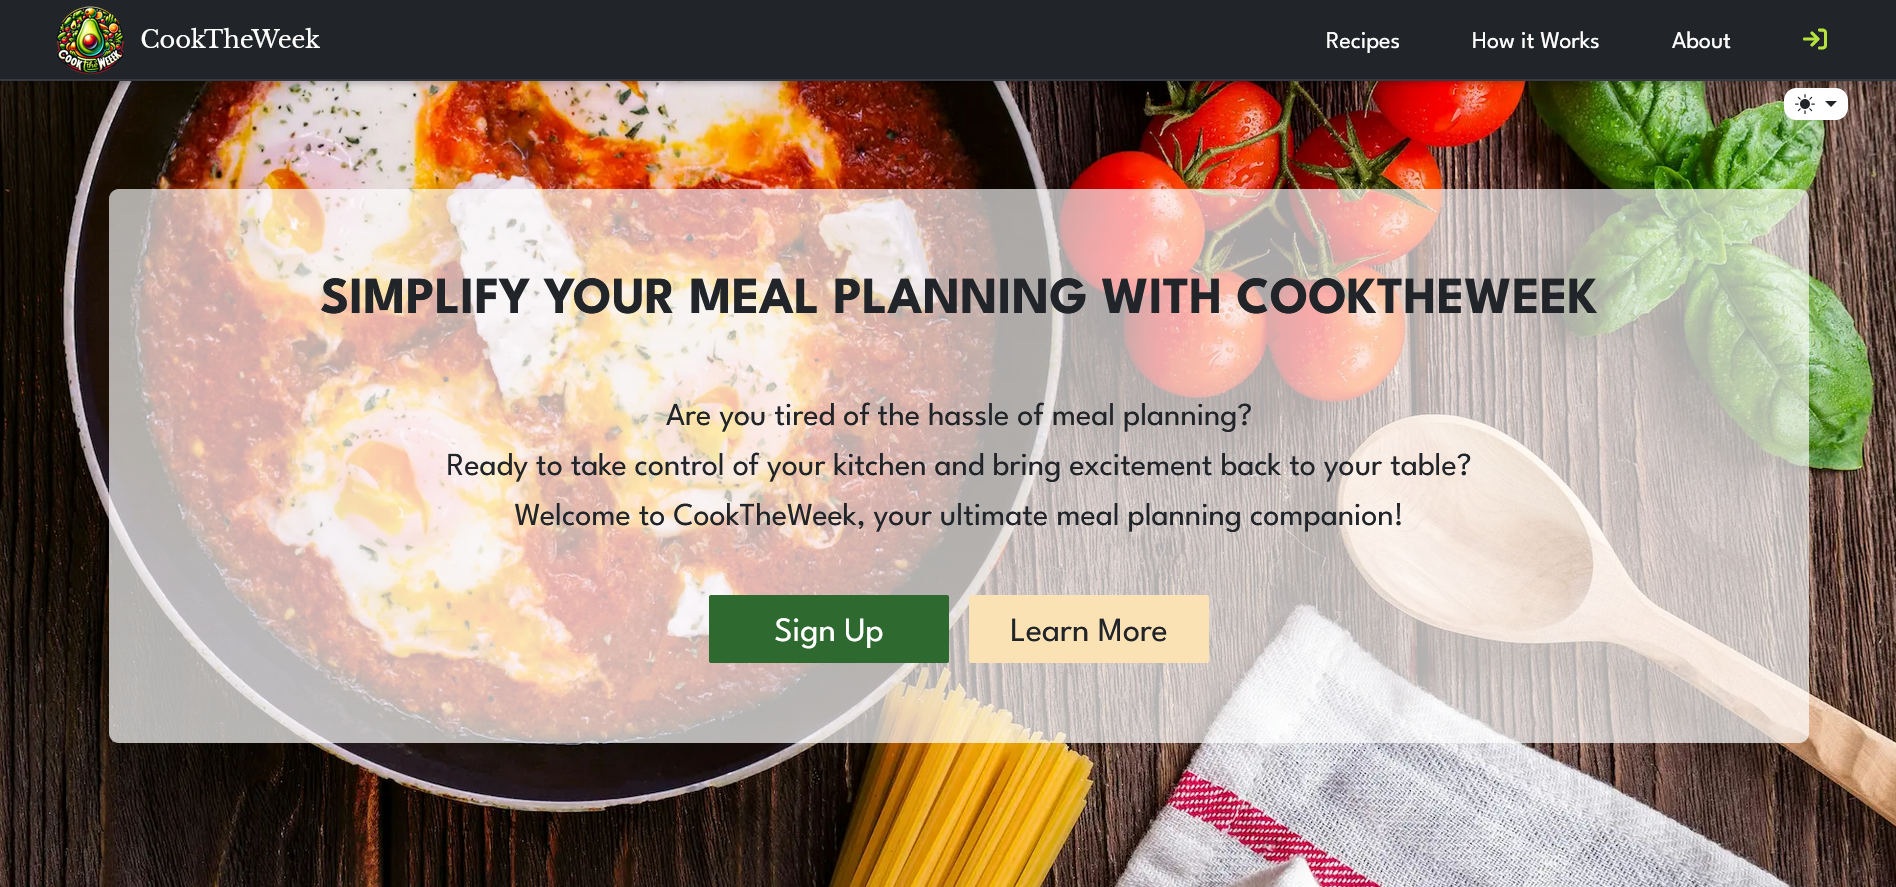 COOK the WEEK
CookTheWeek
Recipes
How it Works
About
SIMPLIFY YOUR MEAL PLANNING WITH COOKTHEWEEK
Are you tired of the hassle of meal planning?
Ready to take control of your kitchen and bring excitement back to your table?
Welcome to CookTheWeek, your ultimate meal planning companion!
Sign Up
Learn More